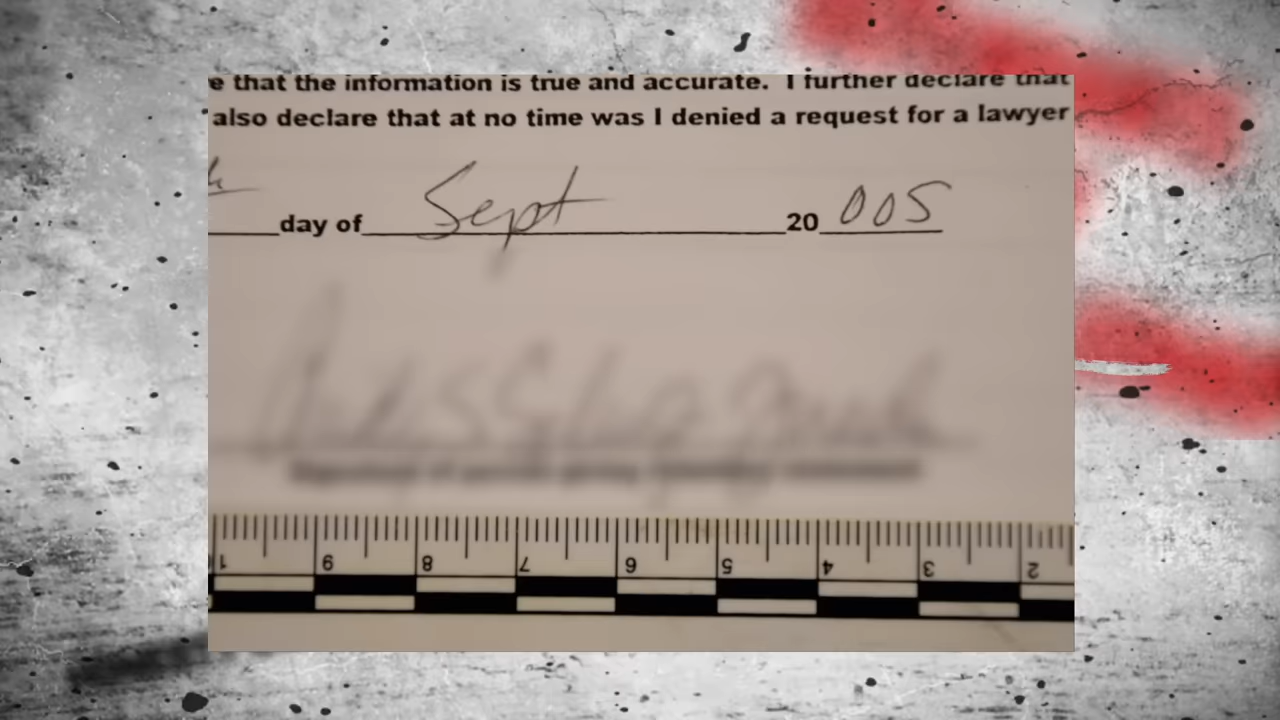 e that the information is true and accurate. I further declare that
also declare that at no time was I denied a request for a lawyer
day of Sept 20 005
1 9 8 7 6 5 4 3 2